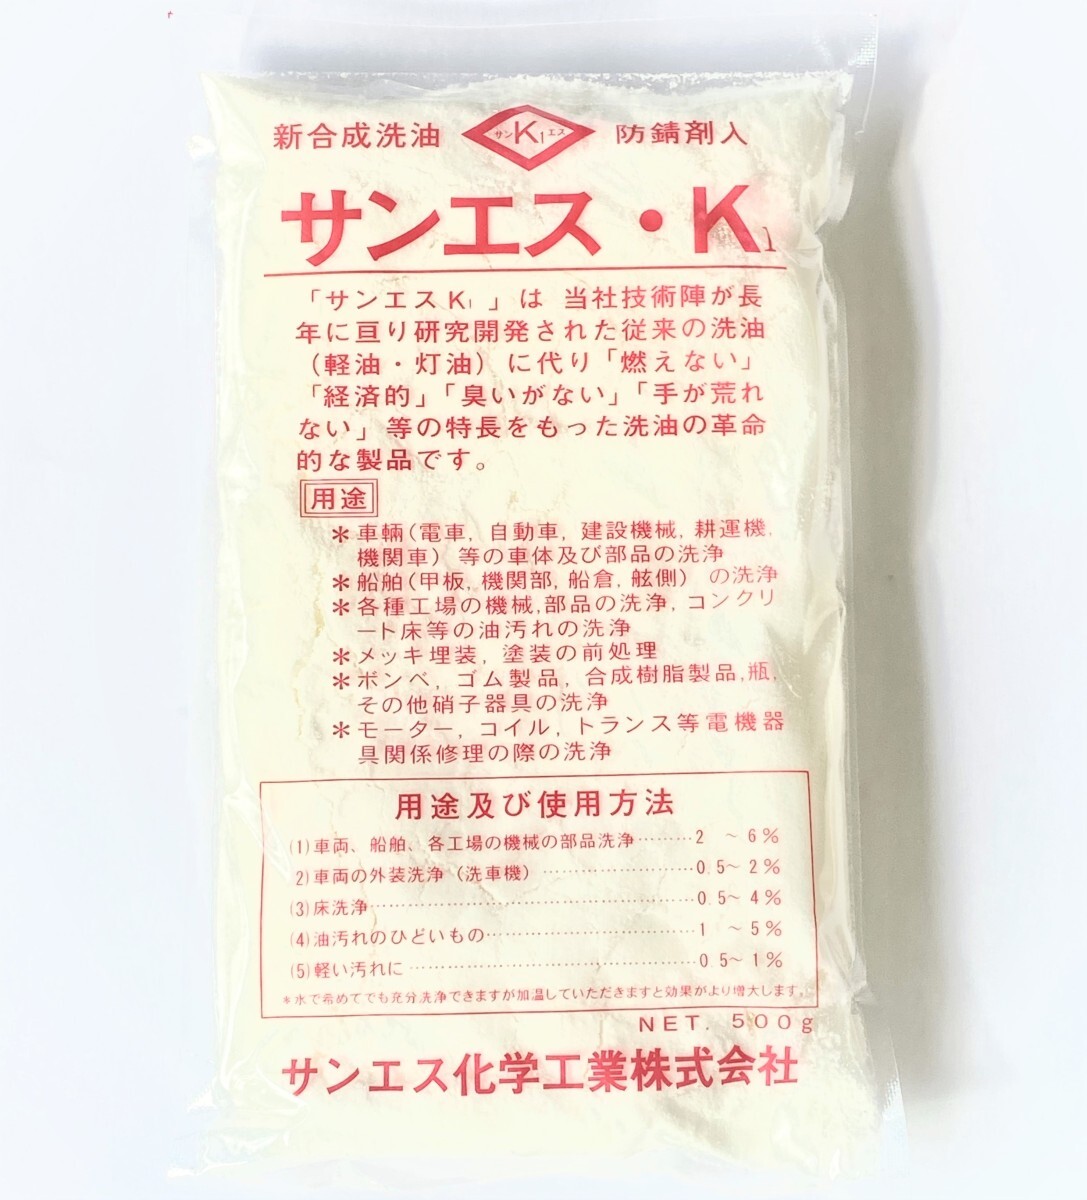 新合成洗油 サンK1エス 防錆剤入
サンエス・K1
「サンエスK1」は 当社技術陣が長
年に亘り研究開発された従来の洗油
(軽油・灯油)に代り「燃えない」
「経済的」「臭いがない」「手が荒れ
ない」等の特長をもった洗油の革命
的な製品です。
用途
＊車輛(電車, 自動車, 建設機械, 耕運機,
機関車) 等の車体及び部品の洗浄
＊船舶(甲板, 機関部, 船倉, 舷側) の洗浄
＊各種工場の機械,部品の洗浄, コンクリ
ート床等の油汚れの洗浄
＊メッキ埋装, 塗装の前処理
＊ボンベ, ゴム製品, 合成樹脂製品,瓶,
その他硝子器具の洗浄
＊モーター, コイル, トランス等電機器
具関係修理の際の洗浄
用途及び使用方法
(1)車両、船舶、各工場の機械の部品洗浄………2 ～6%
2)車両の外装洗浄(洗車機)………………0.5～2%
(3)床洗浄………………………………0.5～4%
(4)油汚れのひどいもの……………………1 ～5%
(5)軽い汚れに……………………………0.5～1%
*水で希めてでも充分洗浄できますが加温していただきますと効果がより増大します。
NET. 500g
サンエス化学工業株式会社